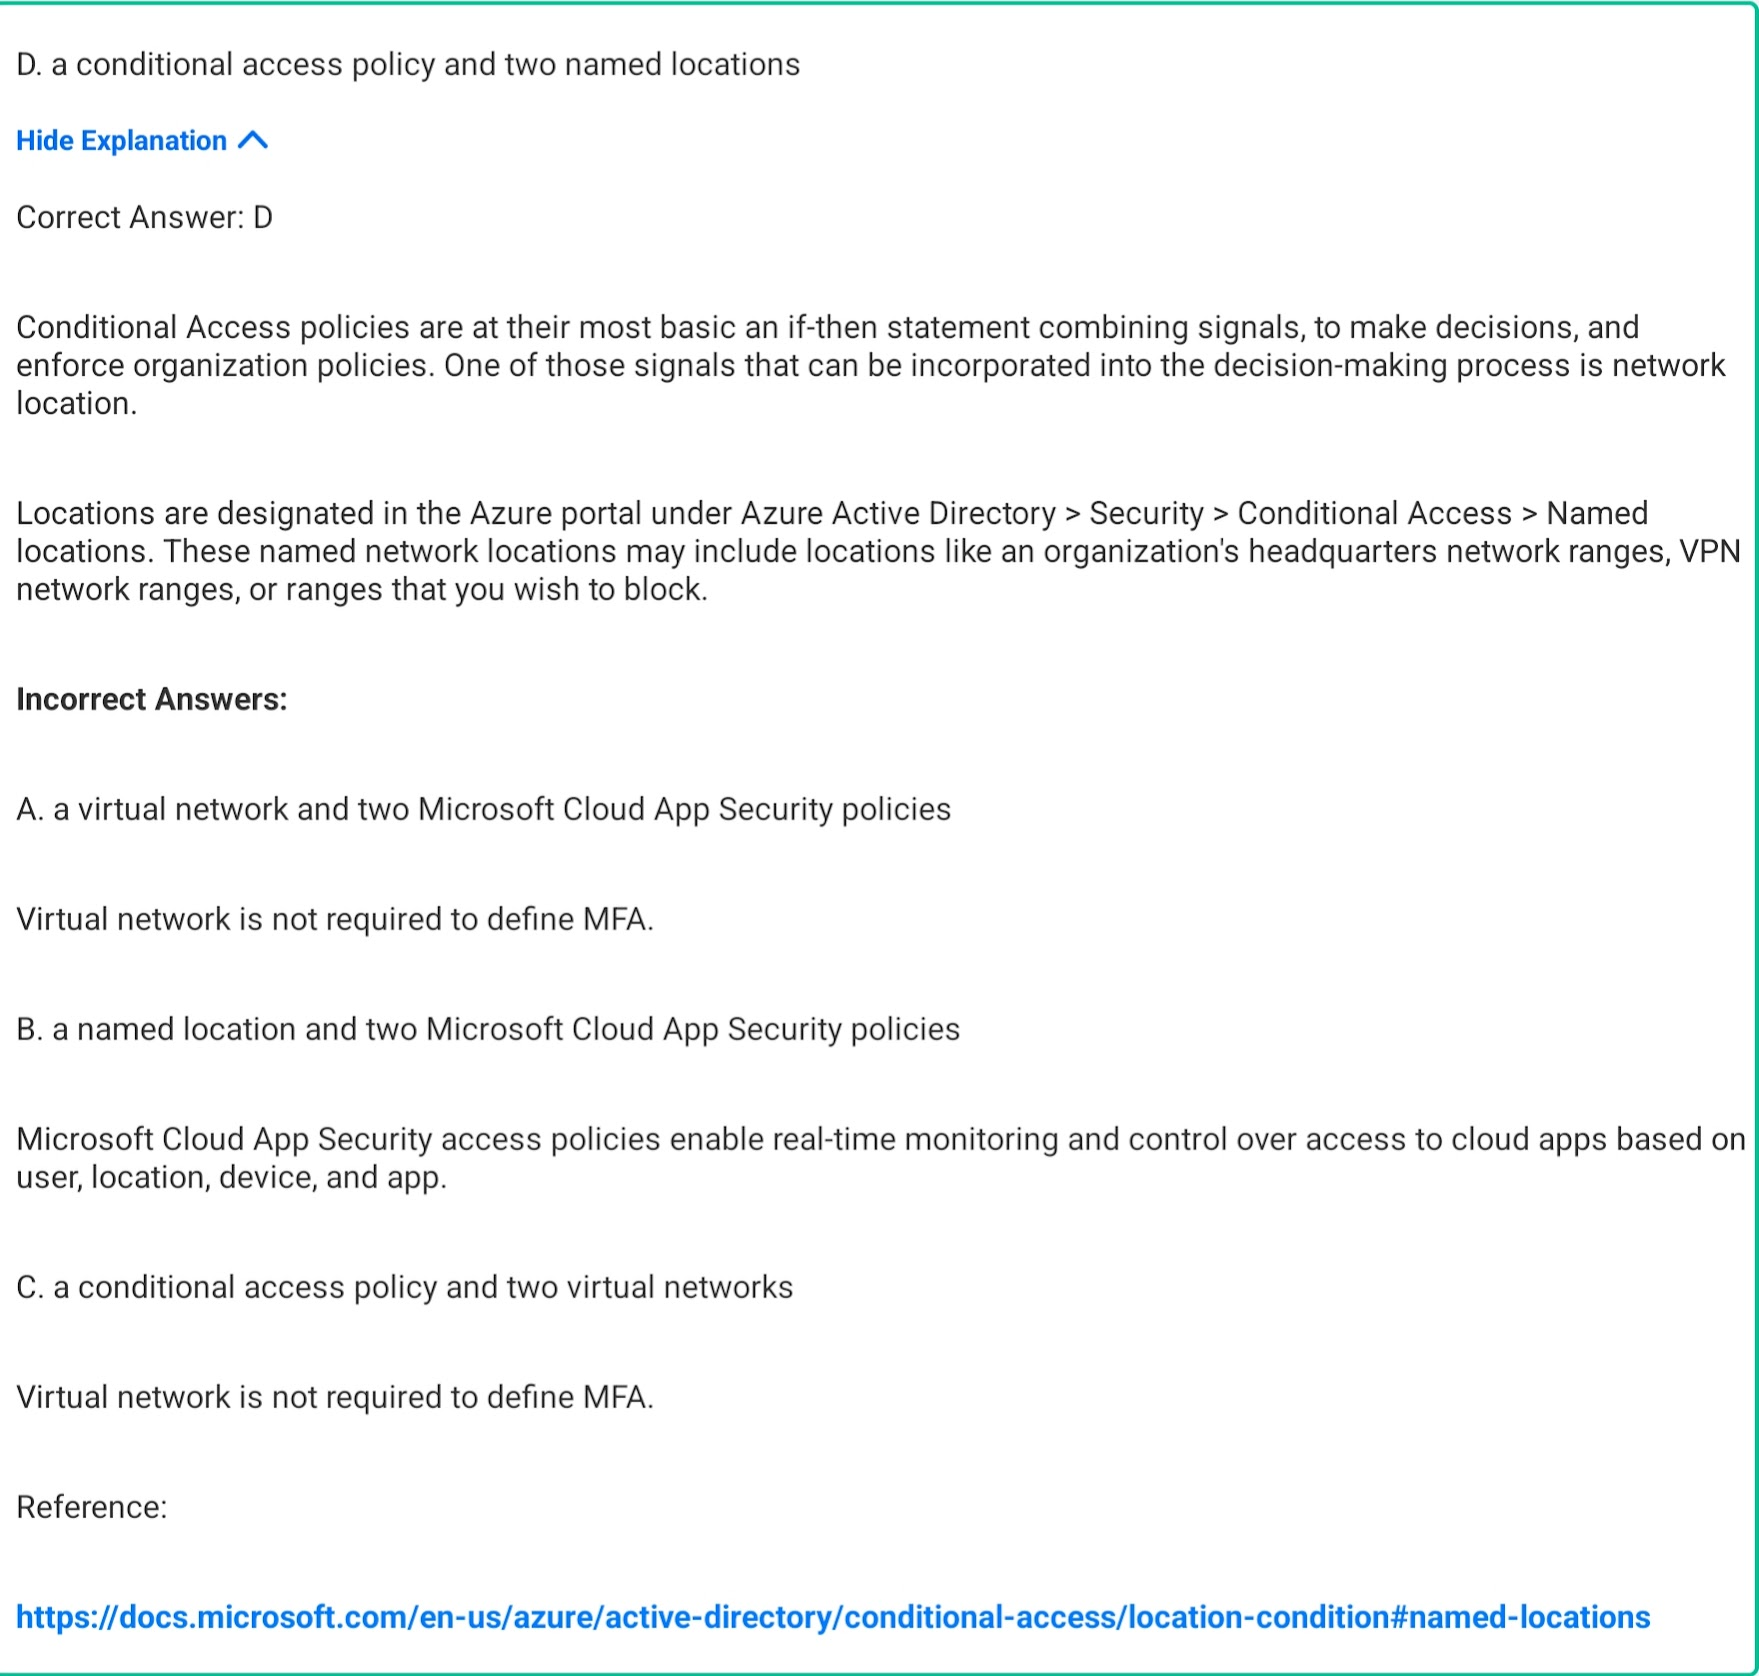 D. a conditional access policy and two named locations
Hide Explanation
Correct Answer: D
Conditional Access policies are at their most basic an if-then statement combining signals, to make decisions, and
enforce organization policies. One of those signals that can be incorporated into the decision-making process is network
location.
Locations are designated in the Azure portal under Azure Active Directory > Security > Conditional Access > Named
locations. These named network locations may include locations like an organization's headquarters network ranges, VPN
network ranges, or ranges that you wish to block.
Incorrect Answers:
A. a virtual network and two Microsoft Cloud App Security policies
Virtual network is not required to define MFA.
B. a named location and two Microsoft Cloud App Security policies
Microsoft Cloud App Security access policies enable real-time monitoring and control over access to cloud apps based on
user, location, device, and app.
C. a conditional access policy and two virtual networks
Virtual network is not required to define MFA.
Reference:
https://docs.microsoft.com/en-us/azure/active-directory/conditional-access/location-condition#named-locations